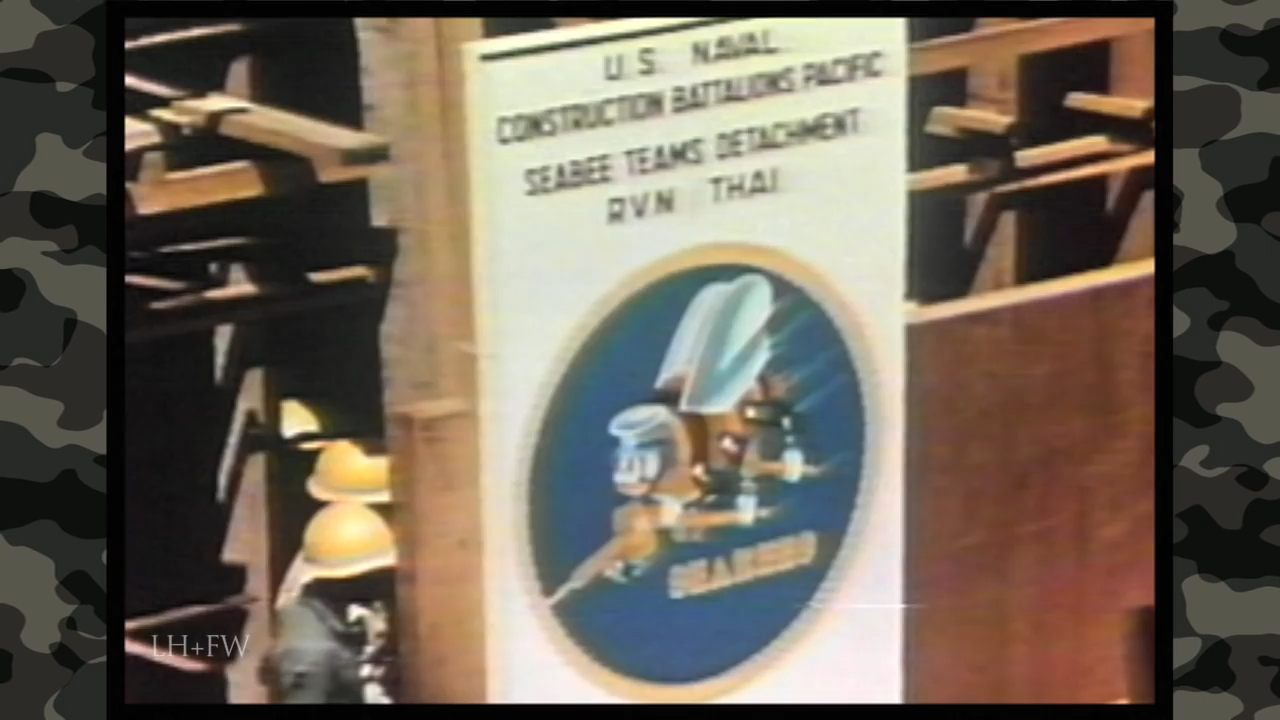 U.S. NAVAL
CONSTRUCTION BATTALIONS PACIFIC
SEABEE TEAMS DETACHMENT
RVN THAI
SEABEES
LH+FW